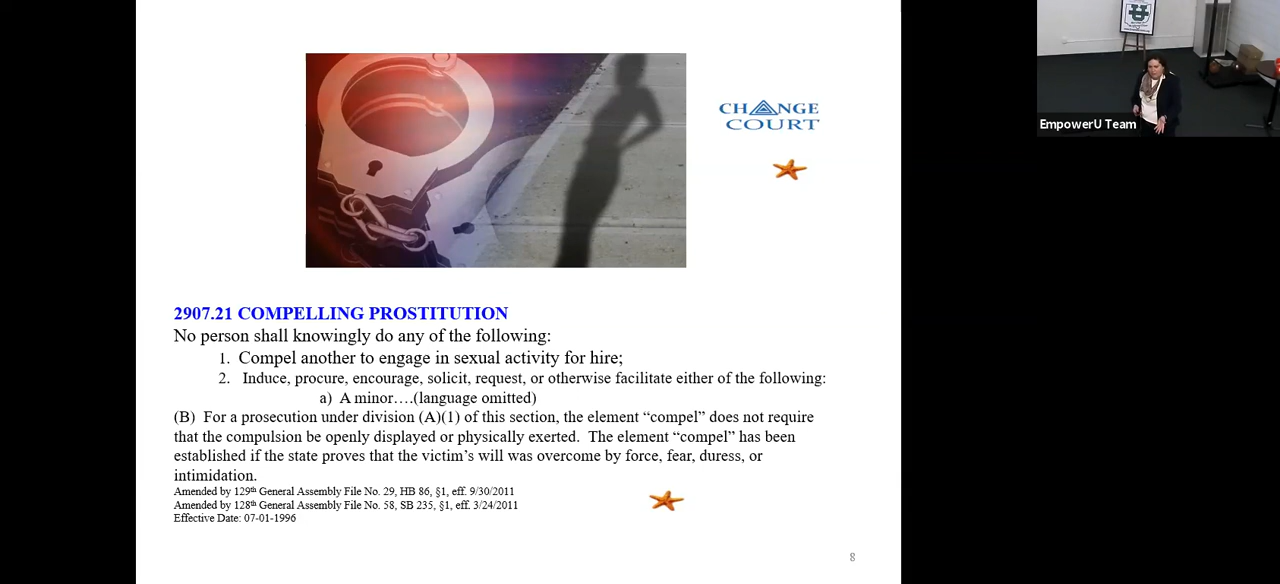 CHANGE
COURT
EmpowerU Team
2907.21 COMPELLING PROSTITUTION
No person shall knowingly do any of the following:
1. Compel another to engage in sexual activity for hire;
2. Induce, procure, encourage, solicit, request, or otherwise facilitate either of the following:
a) A minor….(language omitted)
(B) For a prosecution under division (A)(1) of this section, the element “compel” does not require
that the compulsion be openly displayed or physically exerted. The element “compel” has been
established if the state proves that the victim’s will was overcome by force, fear, duress, or
intimidation.
Amended by 129th General Assembly File No. 29, HB 86, §1, eff. 9/30/2011
Amended by 128th General Assembly File No. 58, SB 235, §1, eff. 3/24/2011
Effective Date: 07-01-1996
8